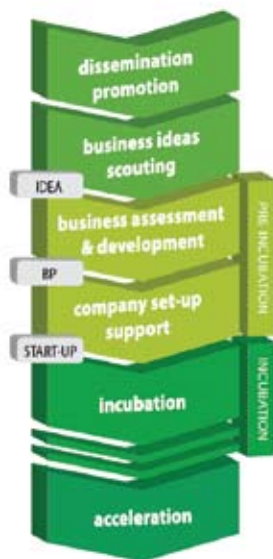 dissemination
promotion
business ideas
scouting
IDEA
business assessment
& development
BP
company set-up
support
START-UP
incubation
acceleration
PRE INCUBATION
INCUBATION